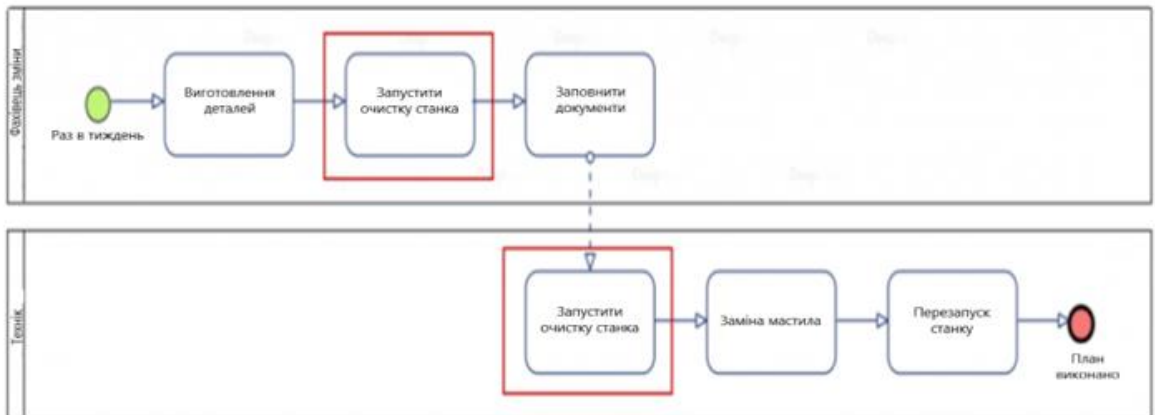 Фахівець зміни
Раз в тиждень
Виготовлення
деталей
Запустити
очистку станка
Заповнити
документи
Технік
Запустити
очистку станка
Заміна мастила
Перезапуск
станку
План
виконано